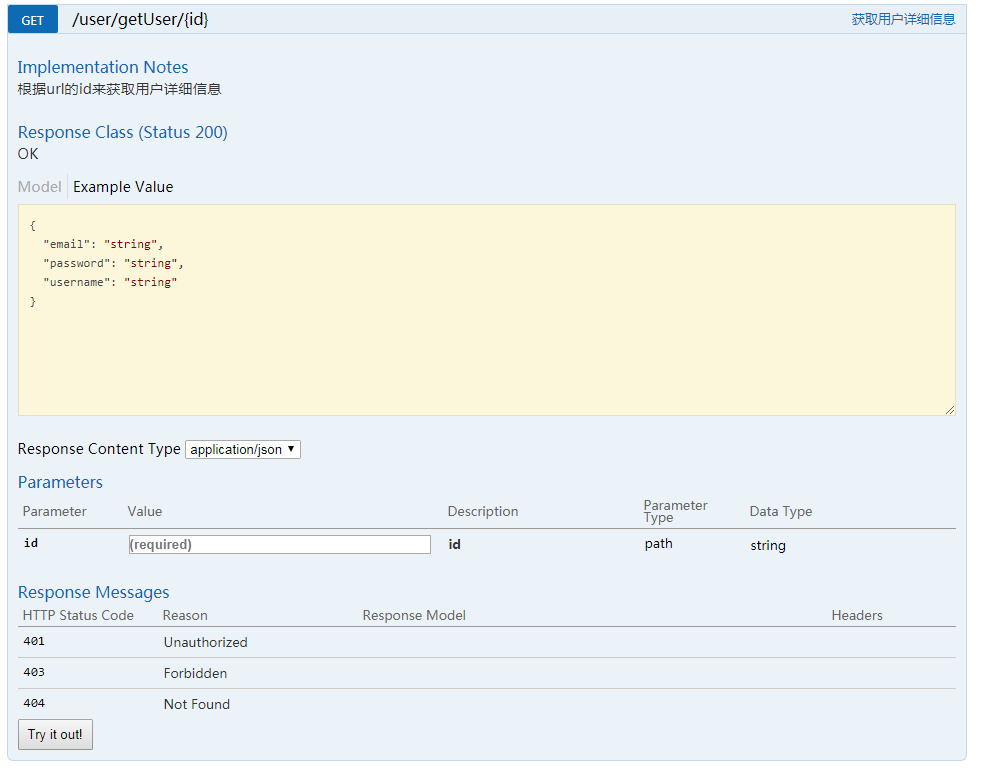 GET /user/getUser/{id} 获取用户详细信息
Implementation Notes
根据url的id来获取用户详细信息
Response Class (Status 200)
OK
Model Example Value
{
"email": "string",
"password": "string",
"username": "string"
}
Response Content Type application/json
Parameters
Parameter Value Description Parameter Type Data Type
id (required) id path string
Response Messages
HTTP Status Code Reason Response Model Headers
401 Unauthorized
403 Forbidden
404 Not Found
Try it out!